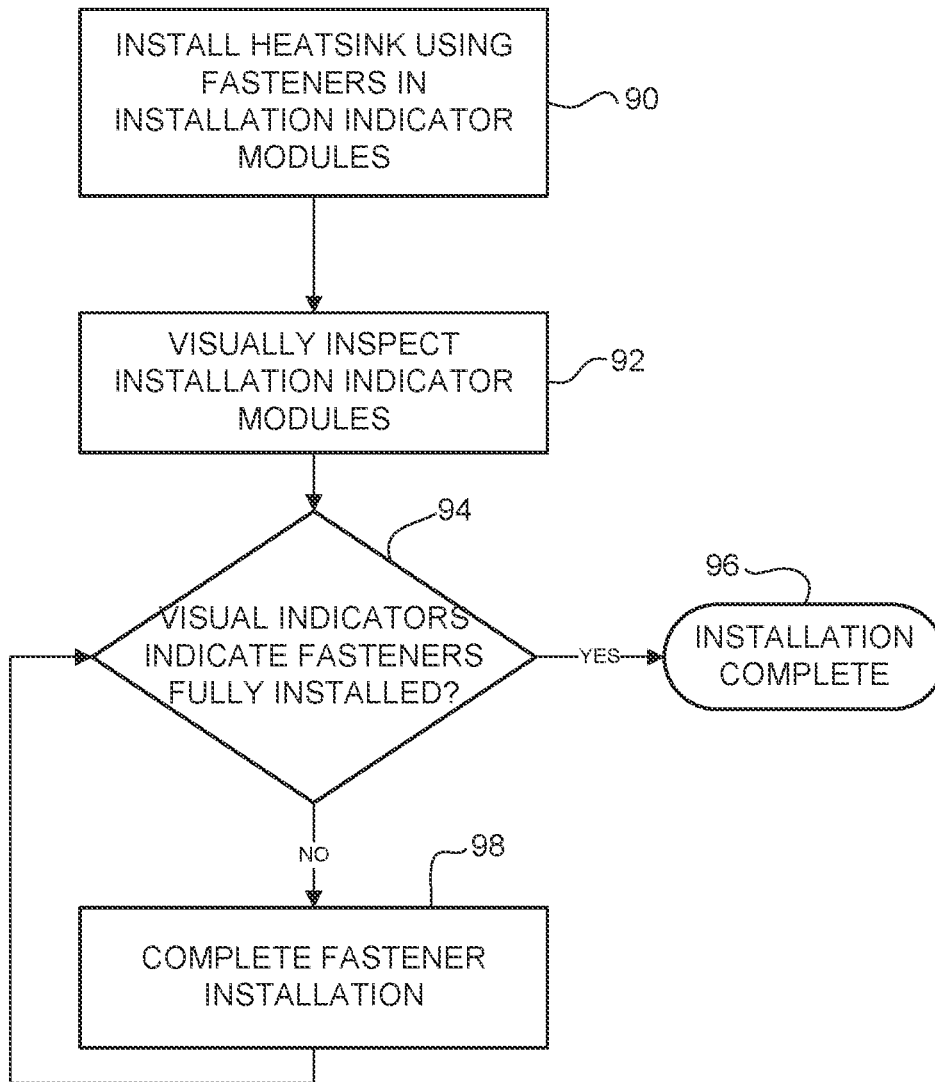 INSTALL HEATSINK USING
FASTENERS IN
INSTALLATION INDICATOR
MODULES
90
VISUALLY INSPECT
INSTALLATION INDICATOR
MODULES
92
94
VISUAL INDICATORS
INDICATE FASTENERS
FULLY INSTALLED?
YES
96
INSTALLATION
COMPLETE
NO
98
COMPLETE FASTENER
INSTALLATION